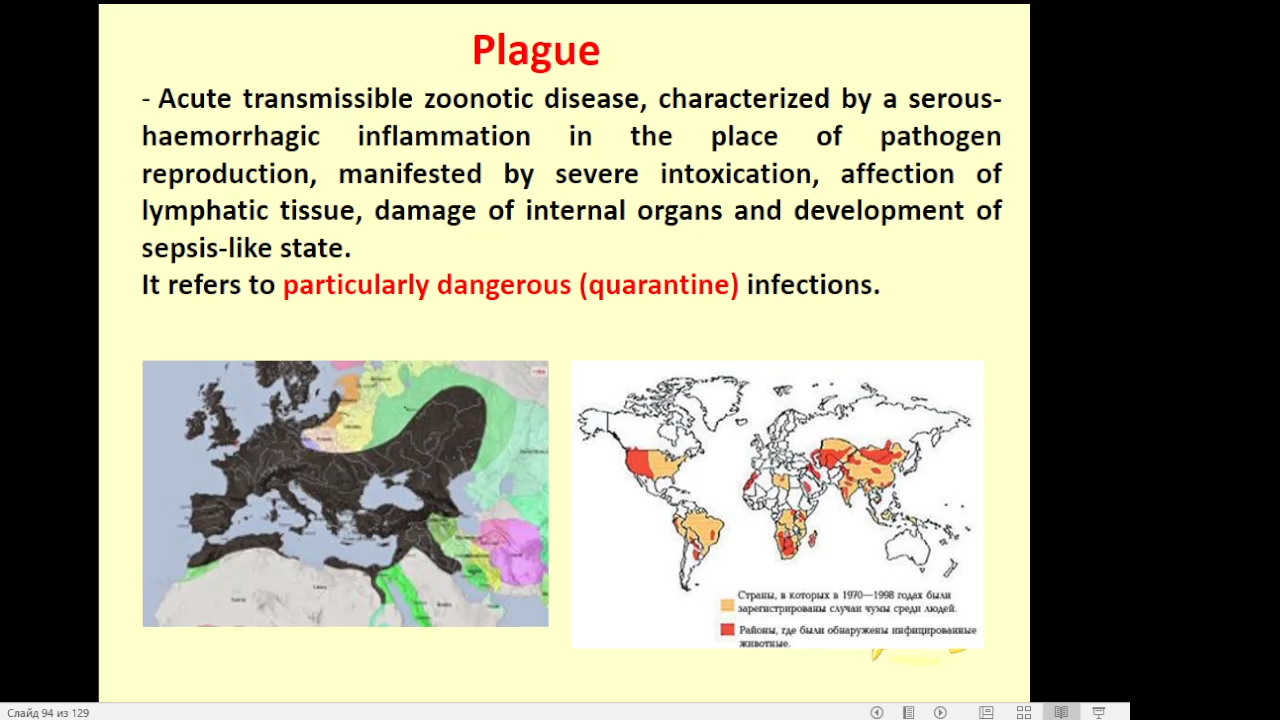 Plague
- Acute transmissible zoonotic disease, characterized by a serous-
haemorrhagic inflammation in the place of pathogen
reproduction, manifested by severe intoxication, affection of
lymphatic tissue, damage of internal organs and development of
sepsis-like state.
It refers to particularly dangerous (quarantine) infections.
Страны, в которых в 1970—1998 годах были
зарегистрированы случаи чумы среди людей.
Районы, где были обнаружены инфицированные
животные.
Слайд 94 из 129